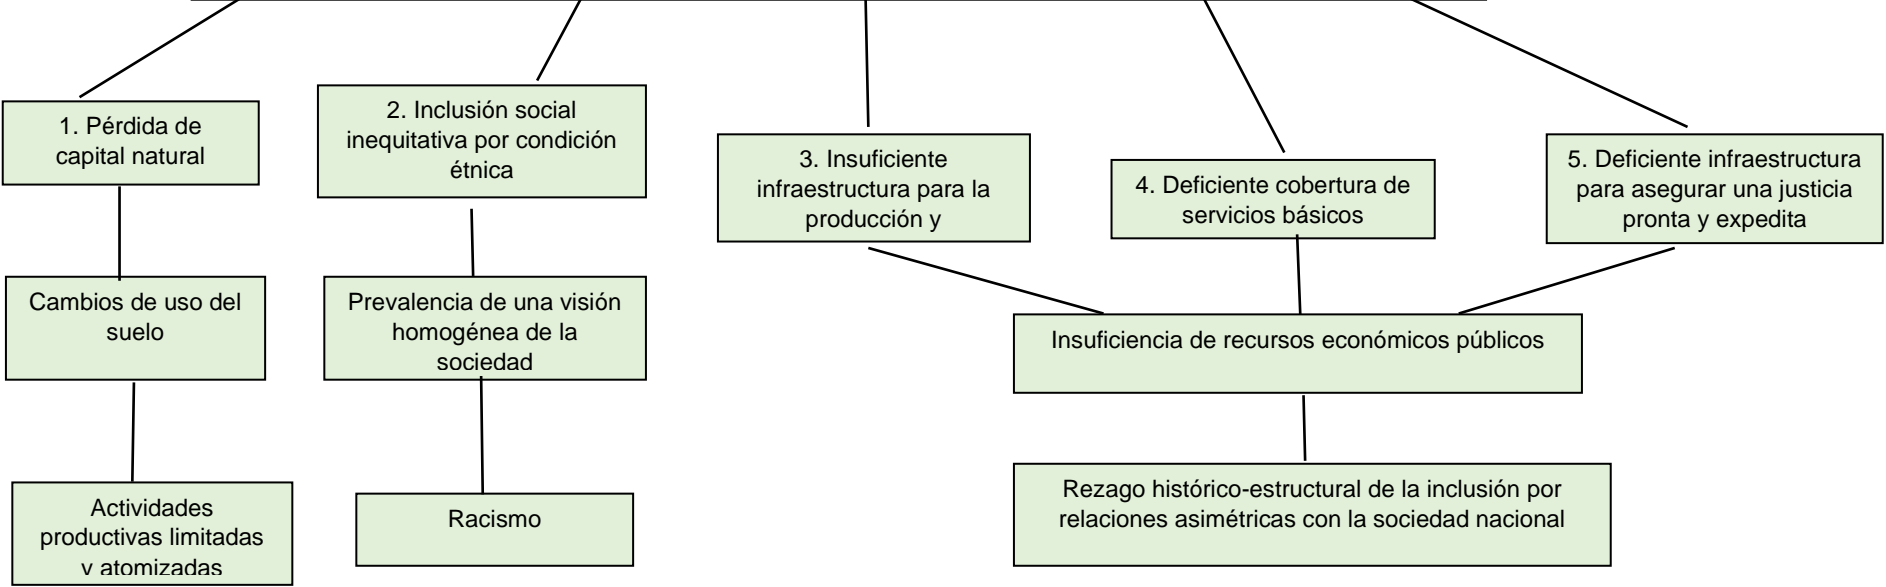 1. Pérdida de
capital natural
2. Inclusión social
inequitativa por condición
étnica
3. Insuficiente
infraestructura para la
producción y
4. Deficiente cobertura de
servicios básicos
5. Deficiente infraestructura
para asegurar una justicia
pronta y expedita
Cambios de uso del
suelo
Prevalencia de una visión
homogénea de la
sociedad
Insuficiencia de recursos económicos públicos
Actividades
productivas limitadas
y atomizadas
Racismo
Rezago histórico-estructural de la inclusión por
relaciones asimétricas con la sociedad nacional